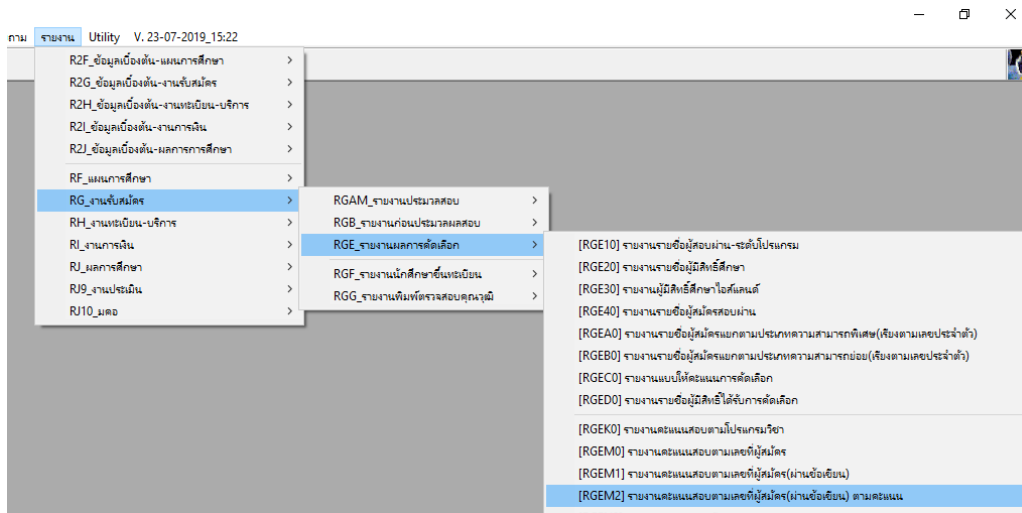 ถาม รายงาน Utility V. 23-07-2019_15:22
R2F_ข้อมูลเบื่องต้น-แผนการศึกษา
R2G_ข้อมูลเบื่องต้น-งานรับสมัคร
R2H_ข้อมูลเบื่องต้น-งานทะเบียน-บริการ
R2I_ข้อมูลเบื่องต้น-งานการเงิน
R2J_ข้อมูลเบื่องต้น-ผลการการศึกษา
RF_แผนการศึกษา
RG_งานรับสมัคร
RH_งานทะเบียน-บริการ
RI_งานการเงิน
RJ_ผลการศึกษา
RJ9_งานประเมิน
RJ10_มคอ
RGAM_รายงานประมวลสอบ
RGB_รายงานก่อนประมวลผลสอบ
RGE_รายงานผลการคัดเลือก
RGF_รายงานนักศึกษาขึ้นทะเบียน
RGG_รายงานพิมพ์ตรวจสอบคุณวุฒิ
[RGE10] รายงานรายชื่อผู้สอบผ่าน-ระดับโปรแกรม
[RGE20] รายงานรายชื่อผู้มีสิทธิ์ศึกษา
[RGE30] รายงานผู้มีสิทธิ์ศึกษาไอส์แลนด์
[RGE40] รายงานรายชื่อผู้สมัครสอบผ่าน
[RGEA0] รายงานรายชื่อผู้สมัครแยกตามประเภทความสามารถพิเศษ(เรียงตามเลขประจำตัว)
[RGEB0] รายงานรายชื่อผู้สมัครแยกตามประเภทความสามารถย่อย(เรียงตามเลขประจำตัว)
[RGEC0] รายงานแบบให้คะแนนการคัดเลือก
[RGED0] รายงานรายชื่อผู้มีสิทธิ์ได้รับการคัดเลือก
[RGEK0] รายงานคะแนนสอบตามโปรแกรมวิชา
[RGEM0] รายงานคะแนนสอบตามเลขที่ผู้สมัคร
[RGEM1] รายงานคะแนนสอบตามเลขที่ผู้สมัคร(ผ่านข้อเขียน)
[RGEM2] รายงานคะแนนสอบตามเลขที่ผู้สมัคร(ผ่านข้อเขียน) ตามคะแนน